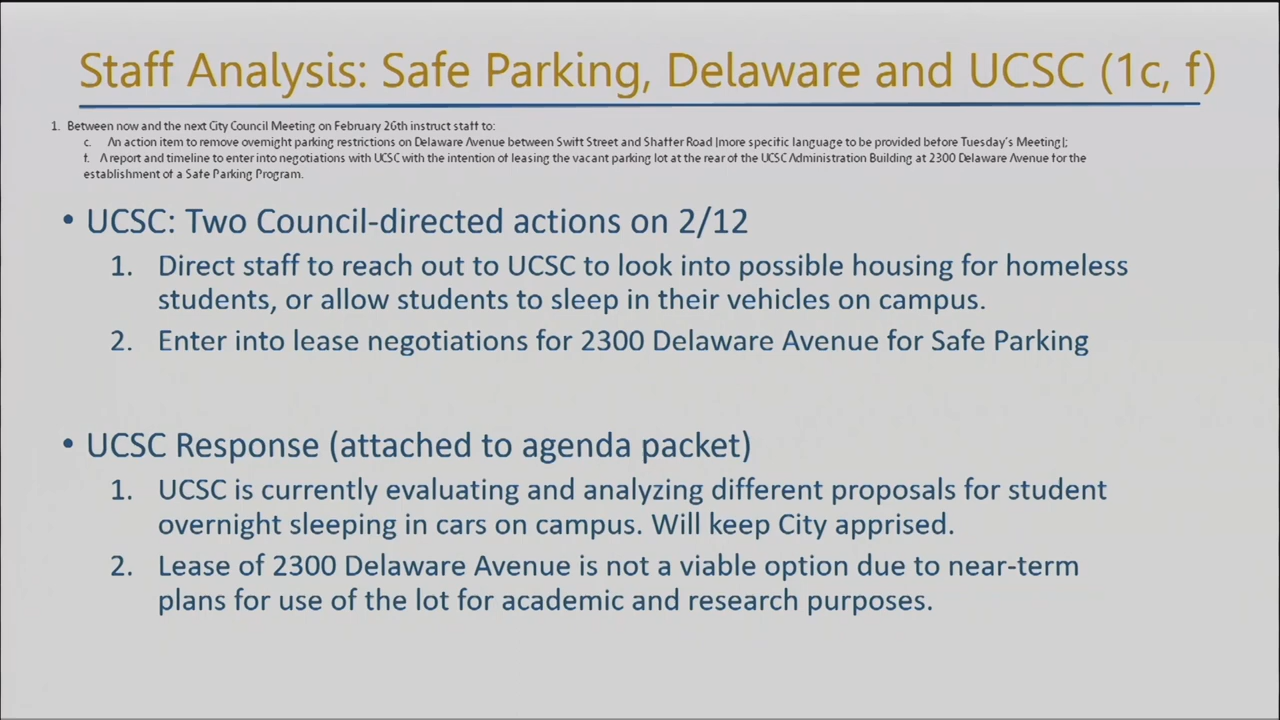 Staff Analysis: Safe Parking, Delaware and UCSC (1c, f)
1. Between now and the next City Council Meeting on February 26th instruct staff to:
c. An action item to remove overnight parking restrictions on Delaware Avenue between Swift Street and Shaffer Road [more specific language to be provided before Tuesday's Meeting];
f. A report and timeline to enter into negotiations with UCSC with the intention of leasing the vacant parking lot at the rear of the UCSC Administration Building at 2300 Delaware Avenue for the
establishment of a Safe Parking Program.
• UCSC: Two Council-directed actions on 2/12
1. Direct staff to reach out to UCSC to look into possible housing for homeless
students, or allow students to sleep in their vehicles on campus.
2. Enter into lease negotiations for 2300 Delaware Avenue for Safe Parking
• UCSC Response (attached to agenda packet)
1. UCSC is currently evaluating and analyzing different proposals for student
overnight sleeping in cars on campus. Will keep City apprised.
2. Lease of 2300 Delaware Avenue is not a viable option due to near-term
plans for use of the lot for academic and research purposes.